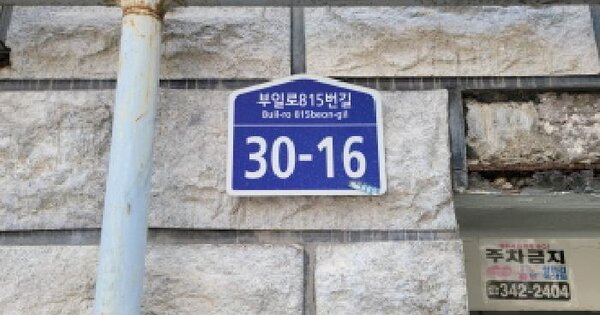 부일로815번길
Buil-ro 815beon-gil
30-16
주차금지
342-2404